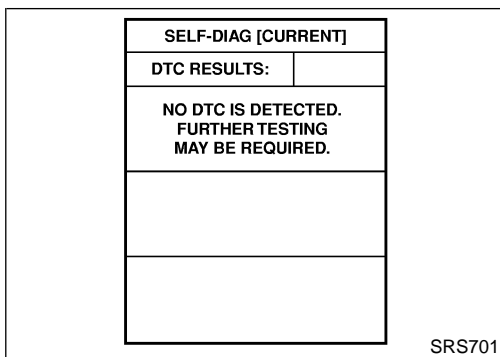 SELF-DIAG [CURRENT]
DTC RESULTS:
NO DTC IS DETECTED.
FURTHER TESTING
MAY BE REQUIRED.
SRS701